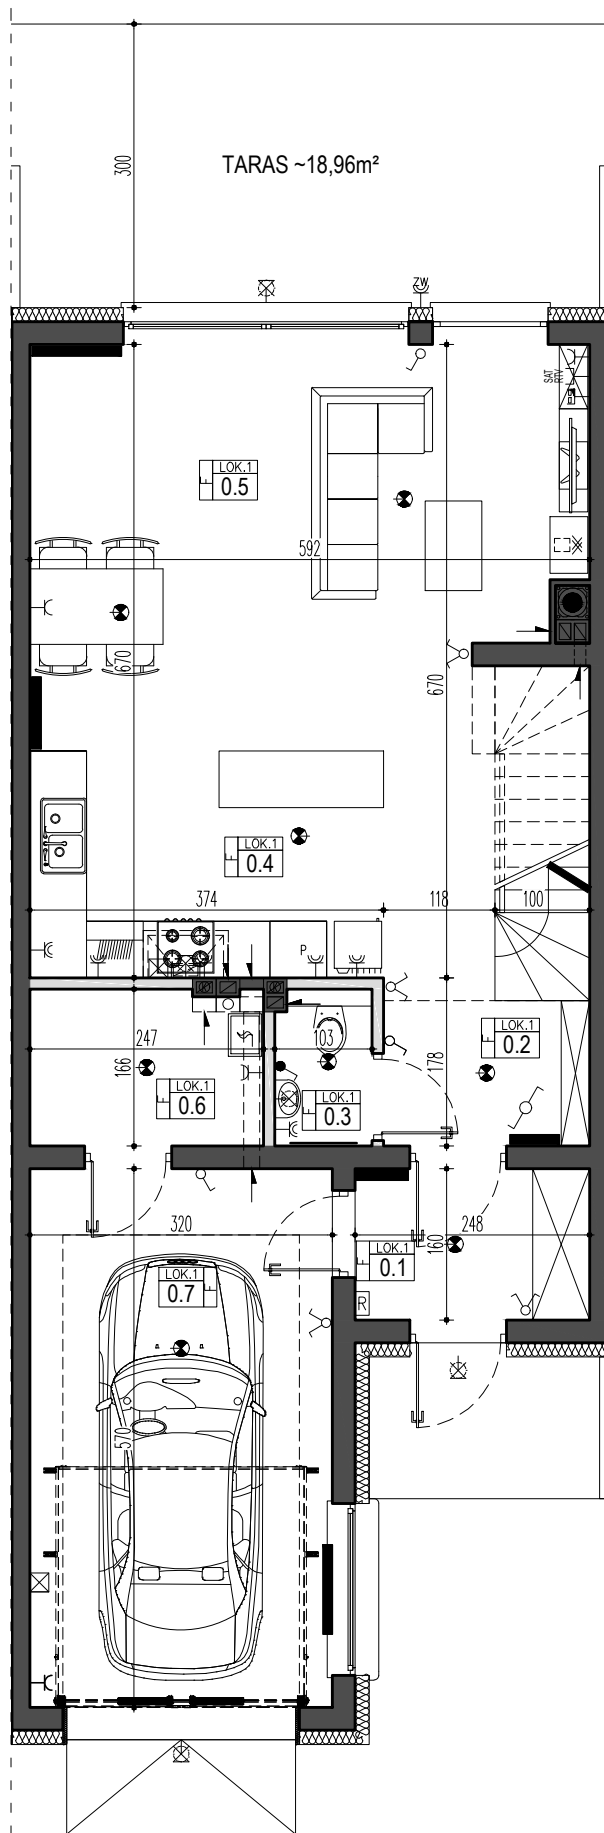 300
TARAS ~18,96m²
ZW
SAT
RTV
LOK.1
F
0.5
592
670
670
LOK.1
F
0.4
374
118
100
P
247
103
166
178
LOK.1
F
0.2
LOK.1
F
0.6
LOK.1
F
0.3
320
248
160
LOK.1
F
0.1
LOK.1
0.7
F
R
570